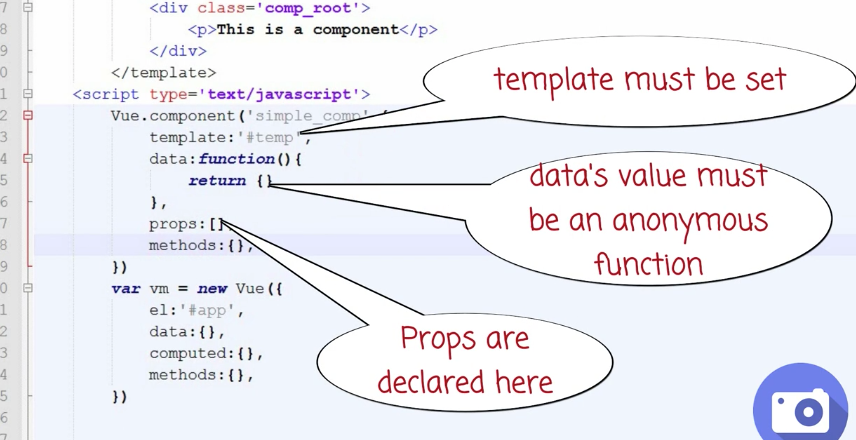 7 <div class='comp_root'>
8 <p>This is a component</p>
9 </div>
0 </template>
1 <script type='text/javascript'>
2 Vue.component('simple_comp'
3 template:'#temp',
4 data:function(){
5 return {}
6 },
7 props:[],
8 methods:{},
9 })
0 var vm = new Vue({
1 el:'#app',
2 data:{},
3 computed:{},
4 methods:{},
5 })
6
7
template must be set
data's value must
be an anonymous
function
Props are
declared here